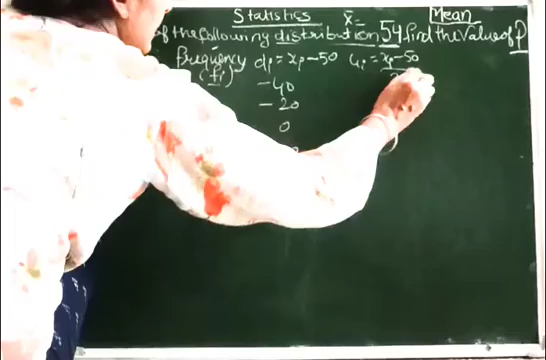 Statistics x̄= Mean
of the following distribution 54 find the value of P
frequency di = xi - 50 ui = xi - 50
(fi)
- 40
- 20
0